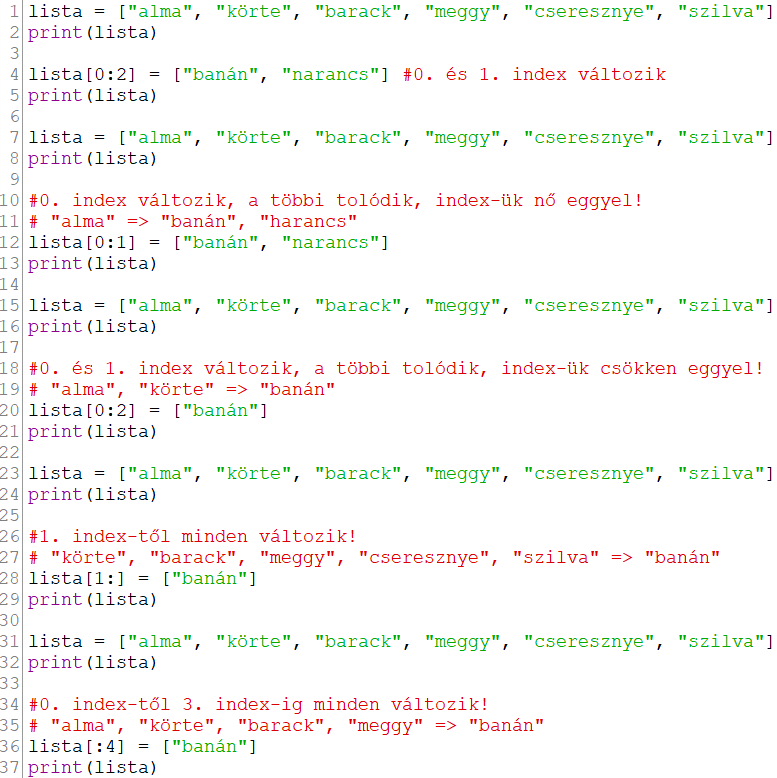 1 lista = ["alma", "körte", "barack", "meggy", "cseresznye", "szilva"]
2 print(lista)
3
4 lista[0:2] = ["banán", "narancs"] #0. és 1. index változik
5 print(lista)
6
7 lista = ["alma", "körte", "barack", "meggy", "cseresznye", "szilva"]
8 print(lista)
9
10 #0. index változik, a többi tolódik, index-ük nő eggyel!
11 # "alma" => "banán", "harancs"
12 lista[0:1] = ["banán", "narancs"]
13 print(lista)
14
15 lista = ["alma", "körte", "barack", "meggy", "cseresznye", "szilva"]
16 print(lista)
17
18 #0. és 1. index változik, a többi tolódik, index-ük csökken eggyel!
19 # "alma", "körte" => "banán"
20 lista[0:2] = ["banán"]
21 print(lista)
22
23 lista = ["alma", "körte", "barack", "meggy", "cseresznye", "szilva"]
24 print(lista)
25
26 #1. index-től minden változik!
27 # "körte", "barack", "meggy", "cseresznye", "szilva" => "banán"
28 lista[1:] = ["banán"]
29 print(lista)
30
31 lista = ["alma", "körte", "barack", "meggy", "cseresznye", "szilva"]
32 print(lista)
33
34 #0. index-től 3. index-ig minden változik!
35 # "alma", "körte", "barack", "meggy" => "banán"
36 lista[:4] = ["banán"]
37 print(lista)